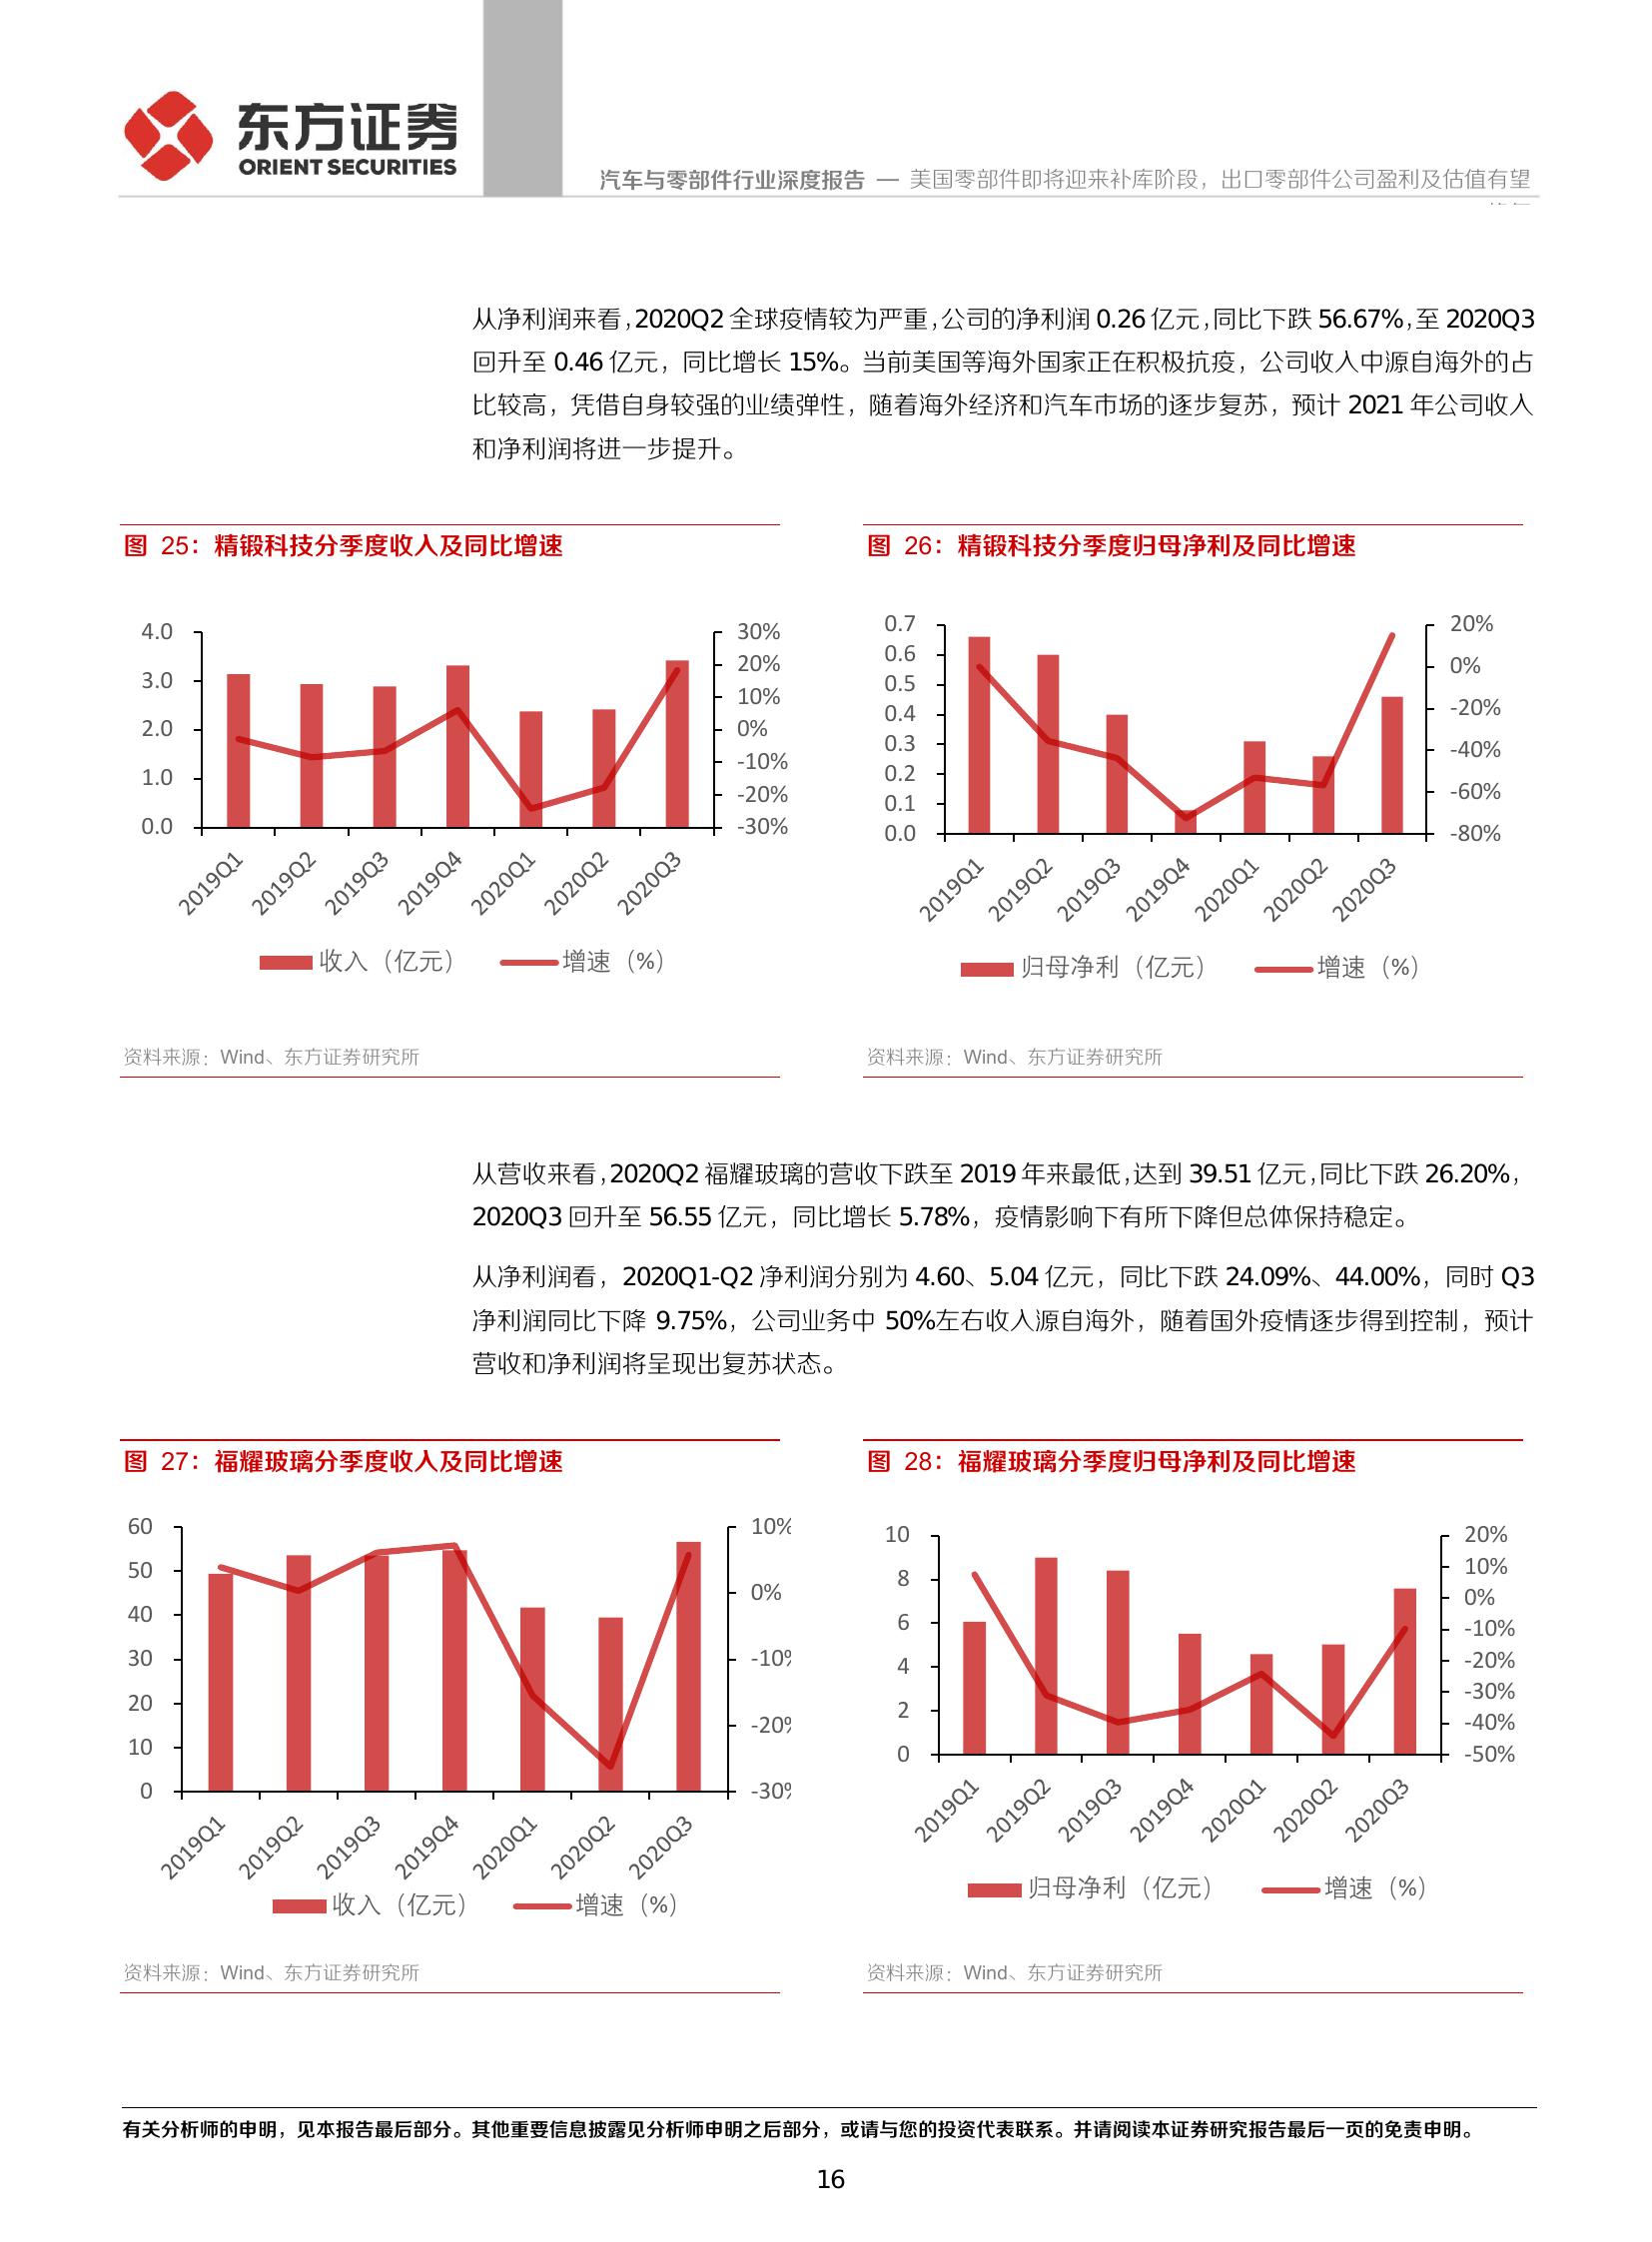 东方证券
ORIENT SECURITIES
汽车与零部件行业深度报告 — 美国零部件即将迎来补库阶段，出口零部件公司盈利及估值有望
从净利润来看，2020Q2 全球疫情较为严重，公司的净利润 0.26 亿元，同比下跌 56.67%，至 2020Q3
回升至 0.46 亿元，同比增长 15%。当前美国等海外国家正在积极抗疫，公司收入中源自海外的占
比较高，凭借自身较强的业绩弹性，随着海外经济和汽车市场的逐步复苏，预计 2021 年公司收入
和净利润将进一步提升。
图 25：精锻科技分季度收入及同比增速
4.0
3.0
2.0
1.0
0.0
30%
20%
10%
0%
-10%
-20%
-30%
2019Q1
2019Q2
2019Q3
2019Q4
2020Q1
2020Q2
2020Q3
收入（亿元）
增速（%）
资料来源：Wind、东方证券研究所
图 26：精锻科技分季度归母净利及同比增速
0.7
0.6
0.5
0.4
0.3
0.2
0.1
0.0
20%
0%
-20%
-40%
-60%
-80%
2019Q1
2019Q2
2019Q3
2019Q4
2020Q1
2020Q2
2020Q3
归母净利（亿元）
增速（%）
资料来源：Wind、东方证券研究所
从营收来看，2020Q2 福耀玻璃的营收下跌至 2019 年来最低，达到 39.51 亿元，同比下跌 26.20%，
2020Q3 回升至 56.55 亿元，同比增长 5.78%，疫情影响下有所下降但总体保持稳定。
从净利润看，2020Q1-Q2 净利润分别为 4.60、5.04 亿元，同比下跌 24.09%、44.00%，同时 Q3
净利润同比下降 9.75%，公司业务中 50%左右收入源自海外，随着国外疫情逐步得到控制，预计
营收和净利润将呈现出复苏状态。
图 27：福耀玻璃分季度收入及同比增速
60
50
40
30
20
10
0
10%
0%
-10%
-20%
-30%
2019Q1
2019Q2
2019Q3
2019Q4
2020Q1
2020Q2
2020Q3
收入（亿元）
增速（%）
资料来源：Wind、东方证券研究所
图 28：福耀玻璃分季度归母净利及同比增速
10
8
6
4
2
0
20%
10%
0%
-10%
-20%
-30%
-40%
-50%
2019Q1
2019Q2
2019Q3
2019Q4
2020Q1
2020Q2
2020Q3
归母净利（亿元）
增速（%）
资料来源：Wind、东方证券研究所
有关分析师的申明，见本报告最后部分。其他重要信息披露见分析师申明之后部分，或请与您的投资代表联系。并请阅读本证券研究报告最后一页的免责申明。
16